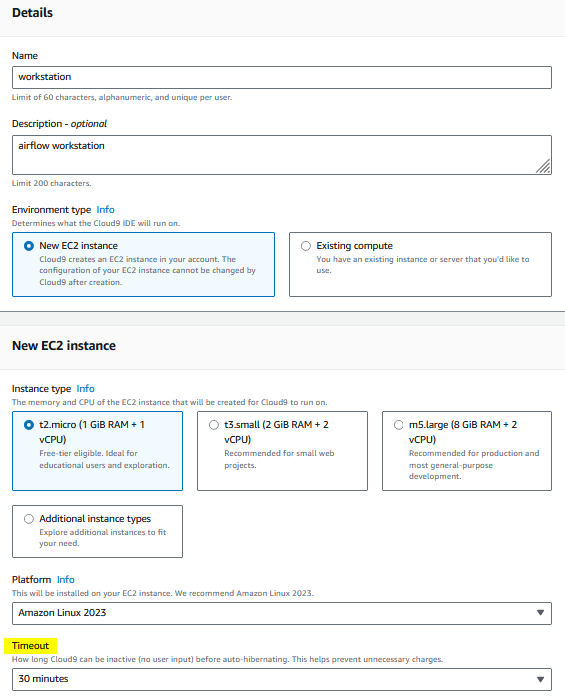 Details
Name
workstation
Limit of 60 characters, alphanumeric, and unique per user.
Description - optional
airflow workstation
Limit 200 characters.
Environment type Info
Determines what the Cloud9 IDE will run on.
New EC2 instance
Cloud9 creates an EC2 instance in your account. The
configuration of your EC2 instance cannot be changed by
Cloud9 after creation.
Existing compute
You have an existing instance or server that you'd like to
use.
New EC2 instance
Instance type Info
The memory and CPU of the EC2 instance that will be created for Cloud9 to run on.
t2.micro (1 GiB RAM + 1
vCPU)
Free-tier eligible. Ideal for
educational users and exploration.
t3.small (2 GiB RAM + 2
vCPU)
Recommended for small web
projects.
m5.large (8 GiB RAM + 2
vCPU)
Recommended for production and
most general-purpose
development.
Additional instance types
Explore additional instances to fit
your need.
Platform Info
This will be installed on your EC2 instance. We recommend Amazon Linux 2023.
Amazon Linux 2023
Timeout
How long Cloud9 can be inactive (no user input) before auto-hibernating. This helps prevent unnecessary charges.
30 minutes